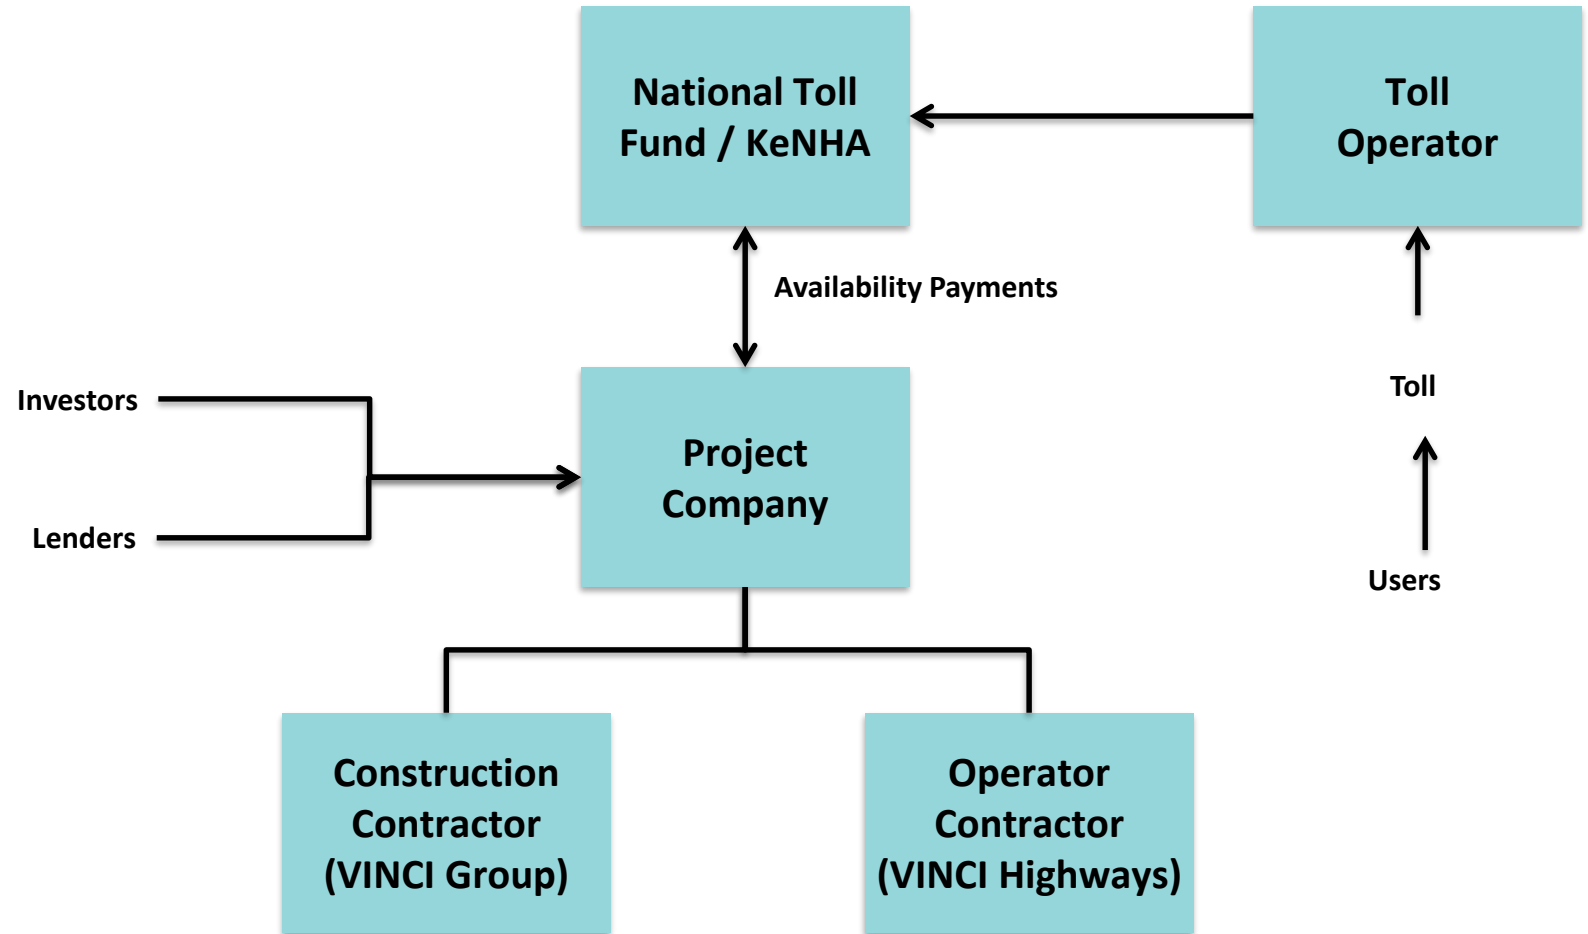 National Toll
Fund / KeNHA
Toll
Operator
Availability Payments
Investors
Lenders
Project
Company
Toll
Users
Construction
Contractor
(VINCI Group)
Operator
Contractor
(VINCI Highways)